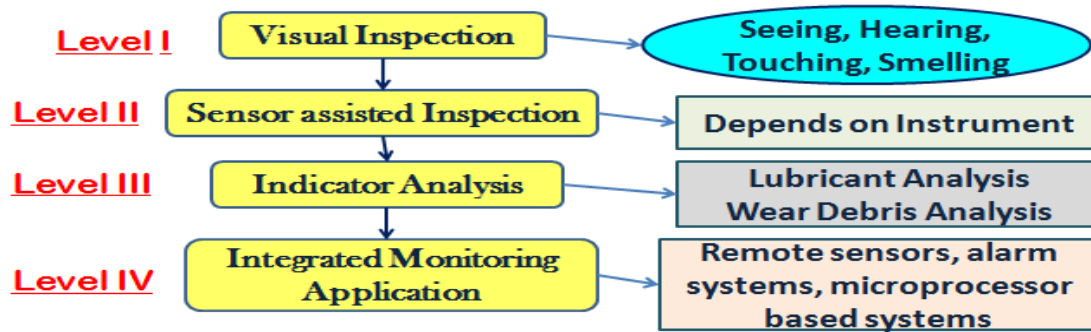 Level I
Visual Inspection
Seeing, Hearing,
Touching, Smelling
Level II
Sensor assisted Inspection
Depends on Instrument
Level III
Indicator Analysis
Lubricant Analysis
Wear Debris Analysis
Level IV
Integrated Monitoring
Application
Remote sensors, alarm
systems, microprocessor
based systems